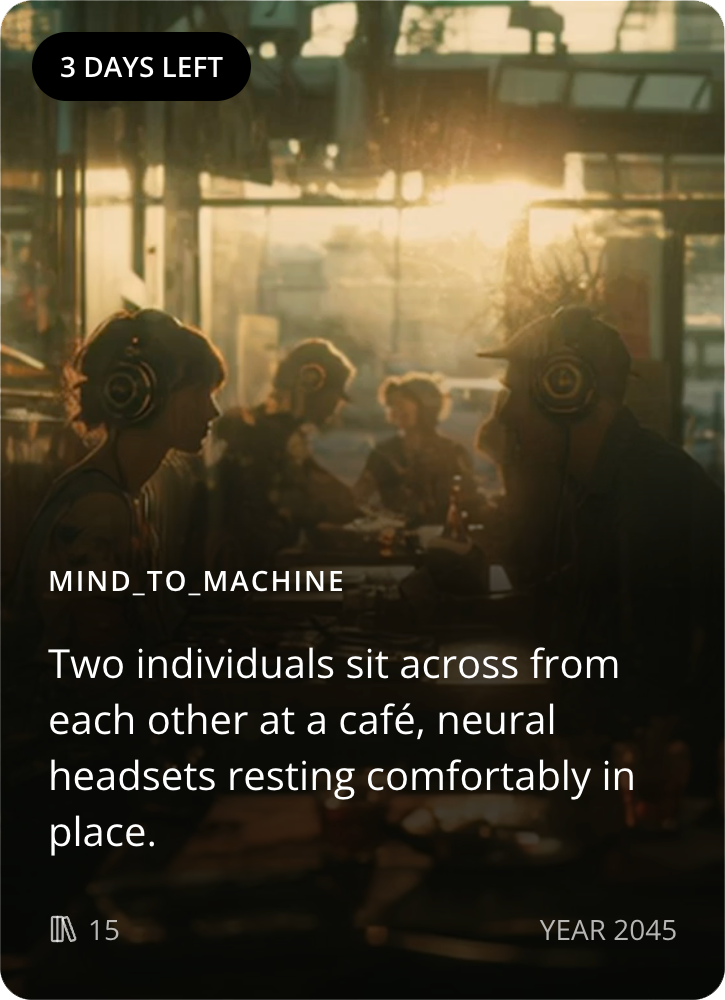 3 DAYS LEFT
MIND_TO_MACHINE
Two individuals sit across from
each other at a café, neural
headsets resting comfortably in
place.
15
YEAR 2045